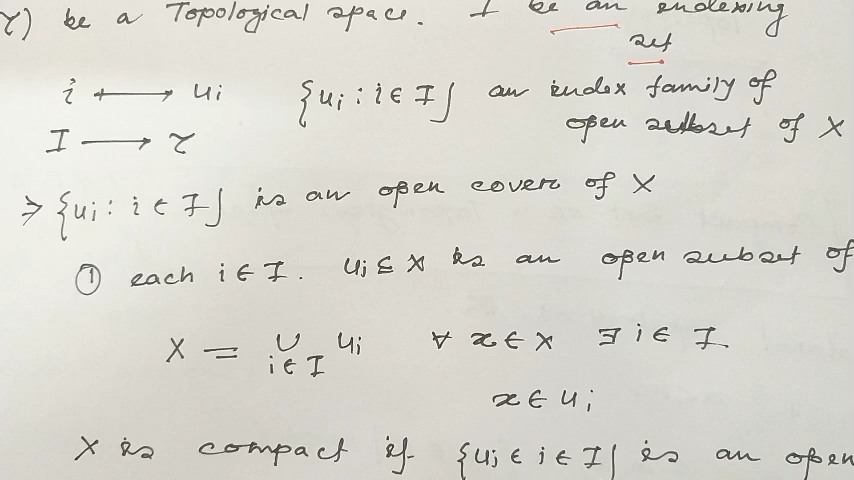 τ) be a Topological space. I be an indexing
set
i ⟼ ui {ui : i ∈ I} an index family of
I ⟶ τ open subset of X
⇒ {ui : i ∈ I} is an open cover of X
① each i ∈ I. ui ⊆ X is an open subset of
X = ∪ ui ∀ x ∈ X ∃ i ∈ I.
i ∈ I
x ∈ ui
X is compact if {ui ∈ i ∈ I} is an open